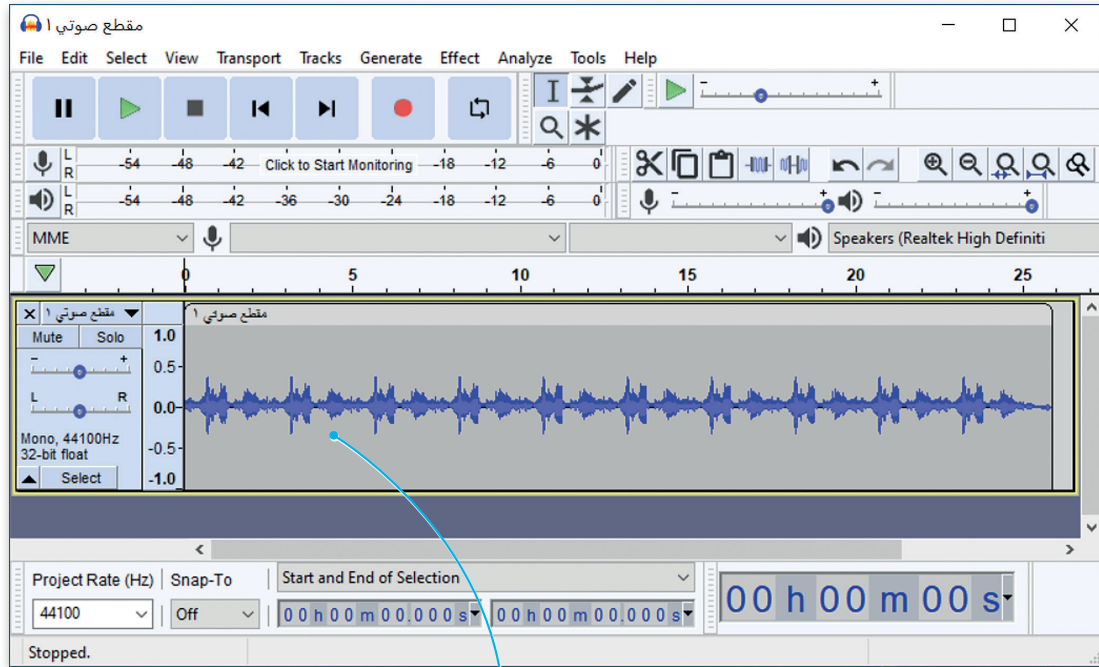 مقطع صوتي ١
File Edit Select View Transport Tracks Generate Effect Analyze Tools Help
L R -54 -48 -42 Click to Start Monitoring -18 -12 -6 0
L R -54 -48 -42 -36 -30 -24 -18 -12 -6 0
- +
- +
- +
MME
Speakers (Realtek High Definiti
0 5 10 15 20 25
مقطع صوتي ١
مقطع صوتي ١
Mute Solo
- +
L R
Mono, 44100Hz
32-bit float
Select
1.0
0.5
0.0
-0.5
-1.0
Project Rate (Hz) Snap-To Start and End of Selection
44100 Off 00 h 00 m 00.000 s 00 h 00 m 00.000 s 00 h 00 m 00 s
Stopped.